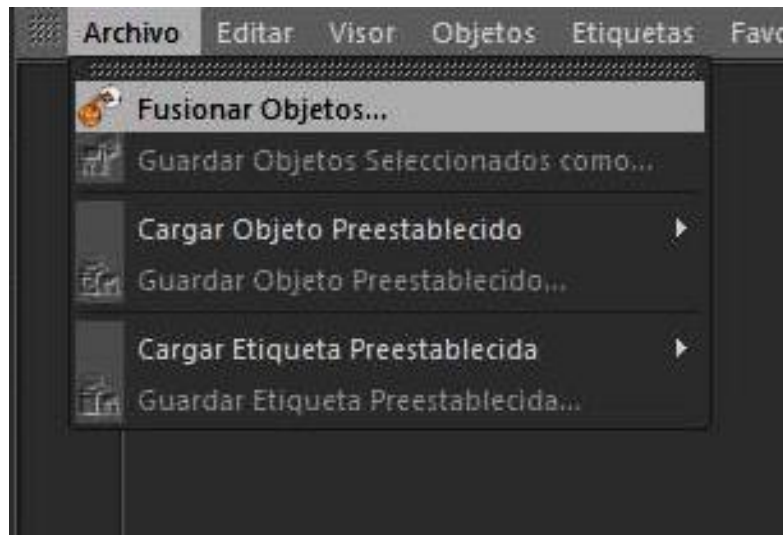 Archivo Editar Visor Objetos Etiquetas
Fusionar Objetos...
Guardar Objetos Seleccionados como...
Cargar Objeto Preestablecido
Guardar Objeto Preestablecido...
Cargar Etiqueta Preestablecida
Guardar Etiqueta Preestablecida...